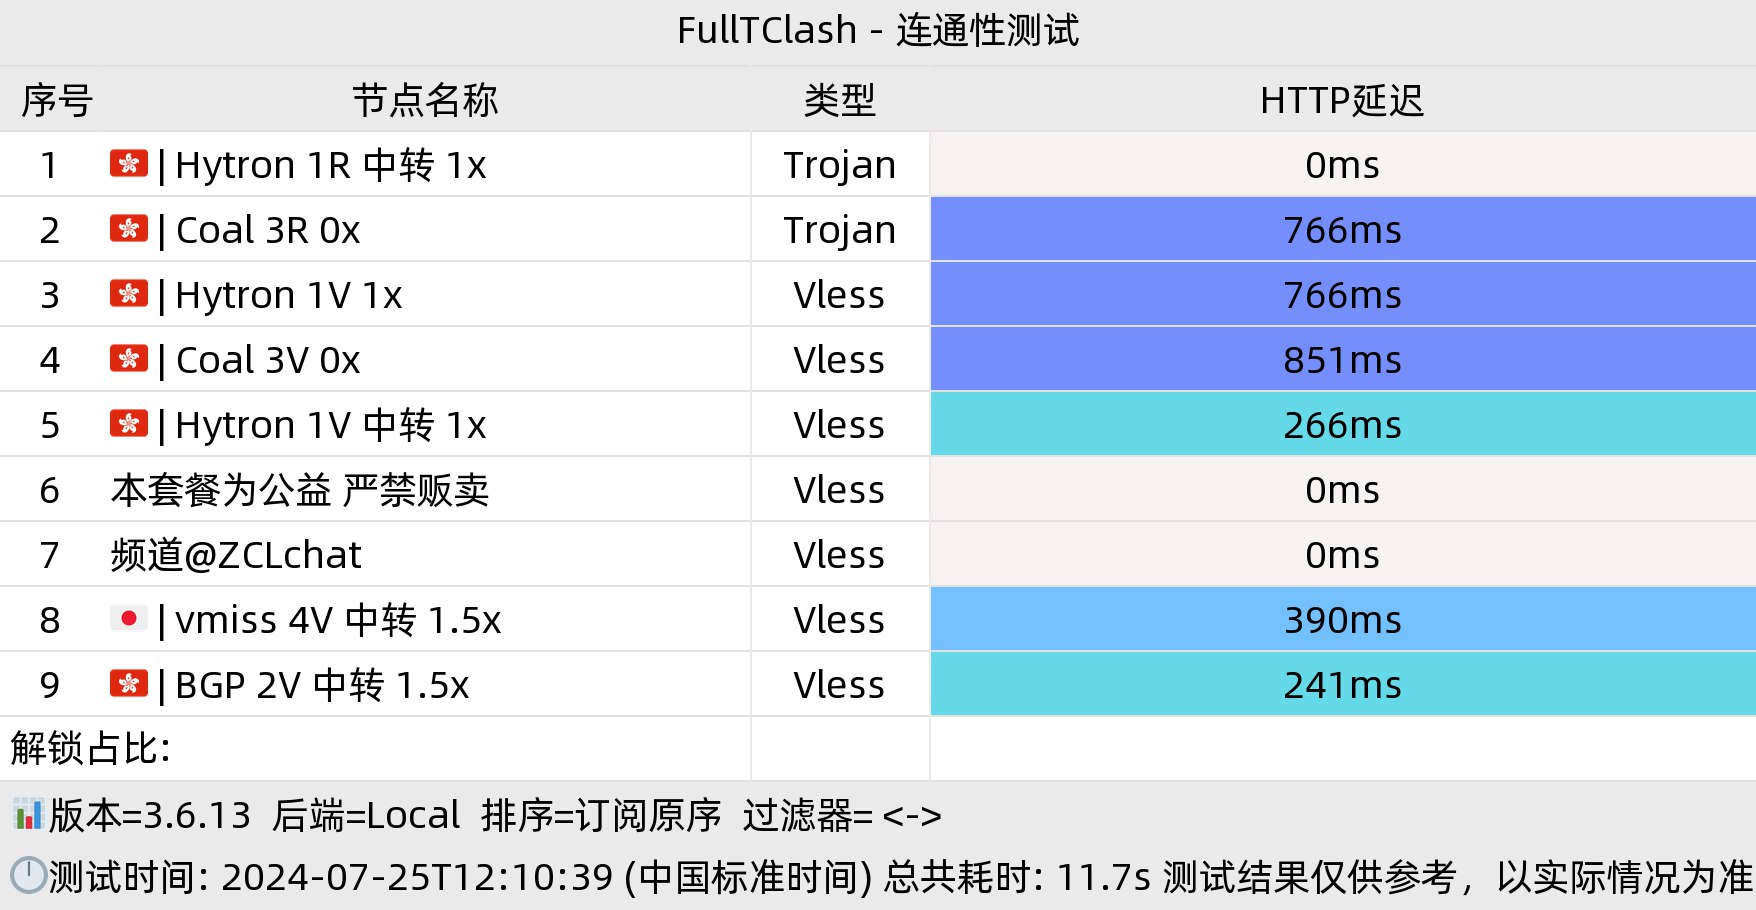 FullTClash - 连通性测试
序号 节点名称 类型 HTTP延迟
1 🇭🇰 | Hytron 1R 中转 1x Trojan 0ms
2 🇭🇰 | Coal 3R 0x Trojan 766ms
3 🇭🇰 | Hytron 1V 1x Vless 766ms
4 🇭🇰 | Coal 3V 0x Vless 851ms
5 🇭🇰 | Hytron 1V 中转 1x Vless 266ms
6 本套餐为公益 严禁贩卖 Vless 0ms
7 频道@ZCLchat Vless 0ms
8 🇯🇵 | vmiss 4V 中转 1.5x Vless 390ms
9 🇭🇰 | BGP 2V 中转 1.5x Vless 241ms
解锁占比:
📊版本=3.6.13 后端=Local 排序=订阅原序 过滤器= <->
🕛测试时间: 2024-07-25T12:10:39 (中国标准时间) 总共耗时: 11.7s 测试结果仅供参考，以实际情况为准